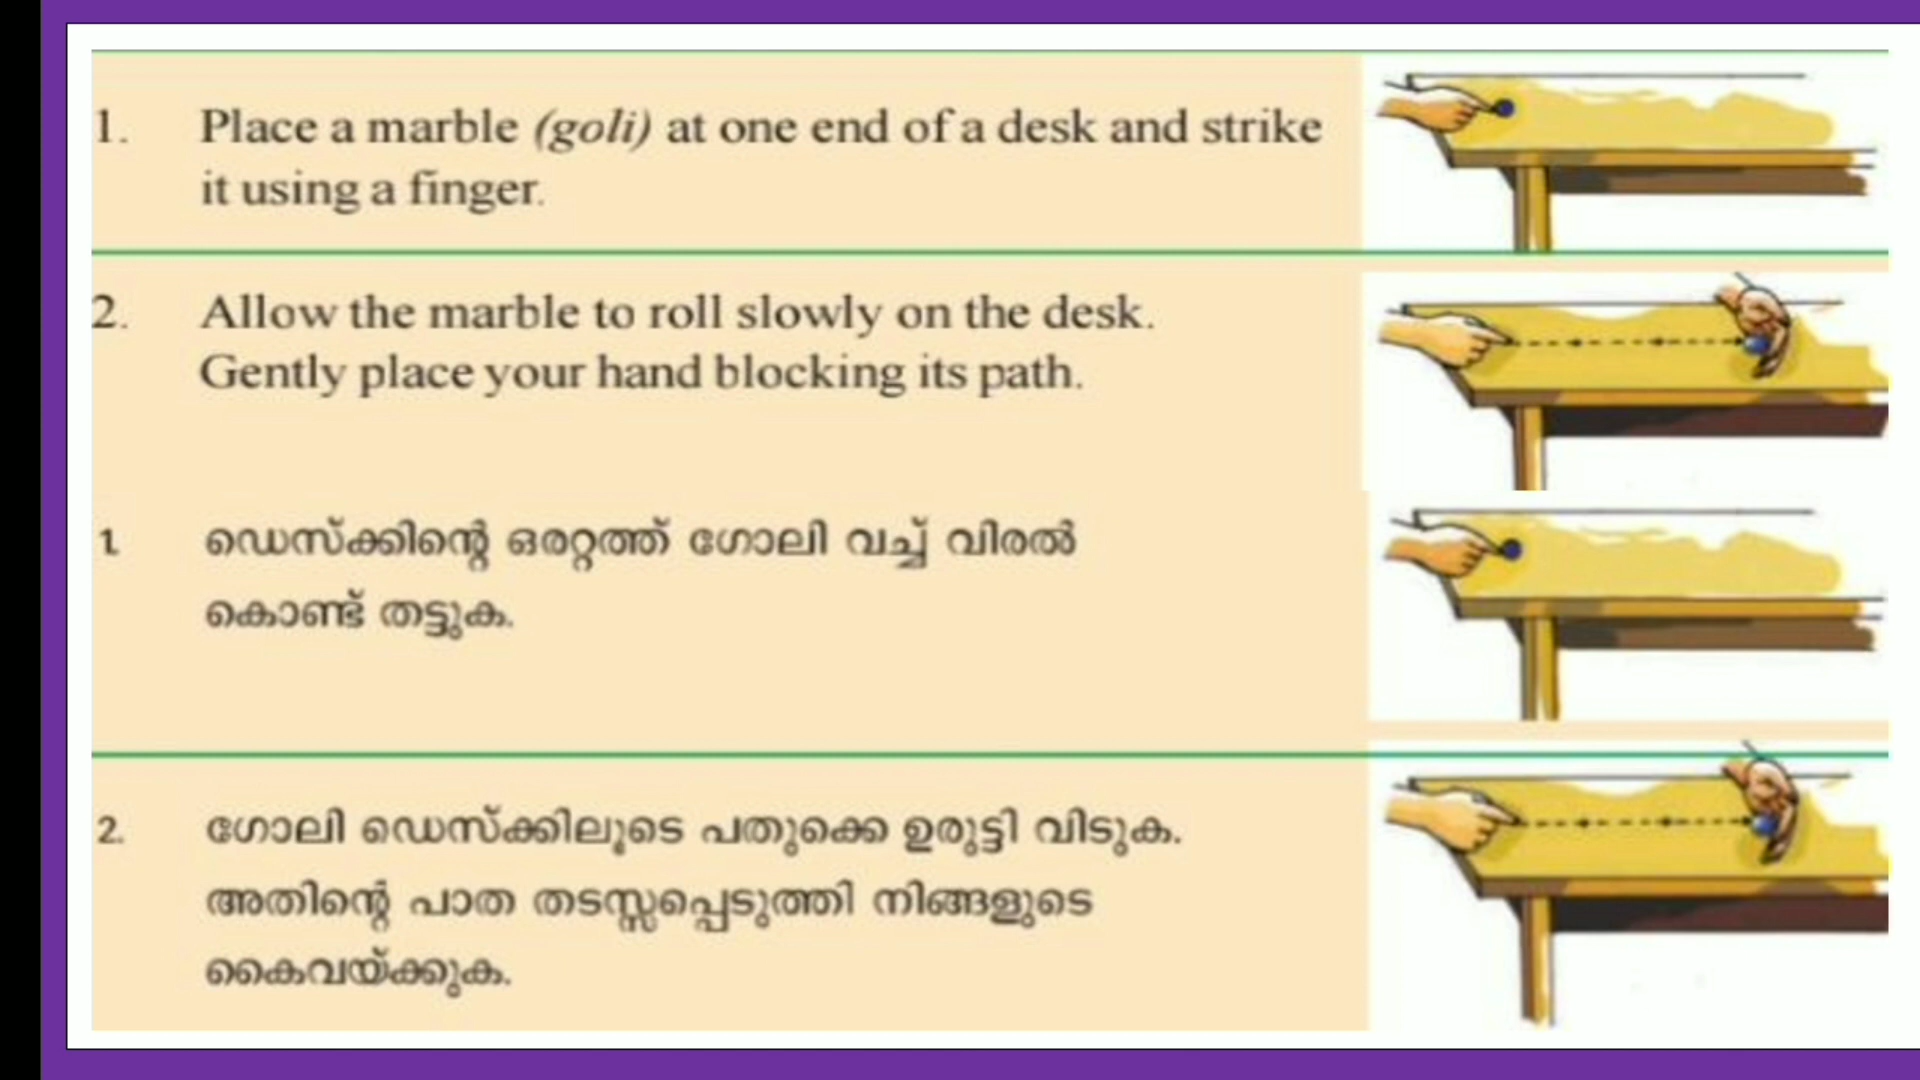 1. Place a marble (goli) at one end of a desk and strike
it using a finger.
2. Allow the marble to roll slowly on the desk.
Gently place your hand blocking its path.
1. ഡെസ്ക്കിന്റെ ഒരറ്റത്ത് ഗോലി വച്ച് വിരൽ
കൊണ്ട് തട്ടുക.
2. ഗോലി ഡെസ്ക്കിലൂടെ പതുക്കെ ഉരുട്ടി വിടുക.
അതിന്റെ പാത തടസ്സപ്പെടുത്തി നിങ്ങളുടെ
കൈവയ്ക്കുക.